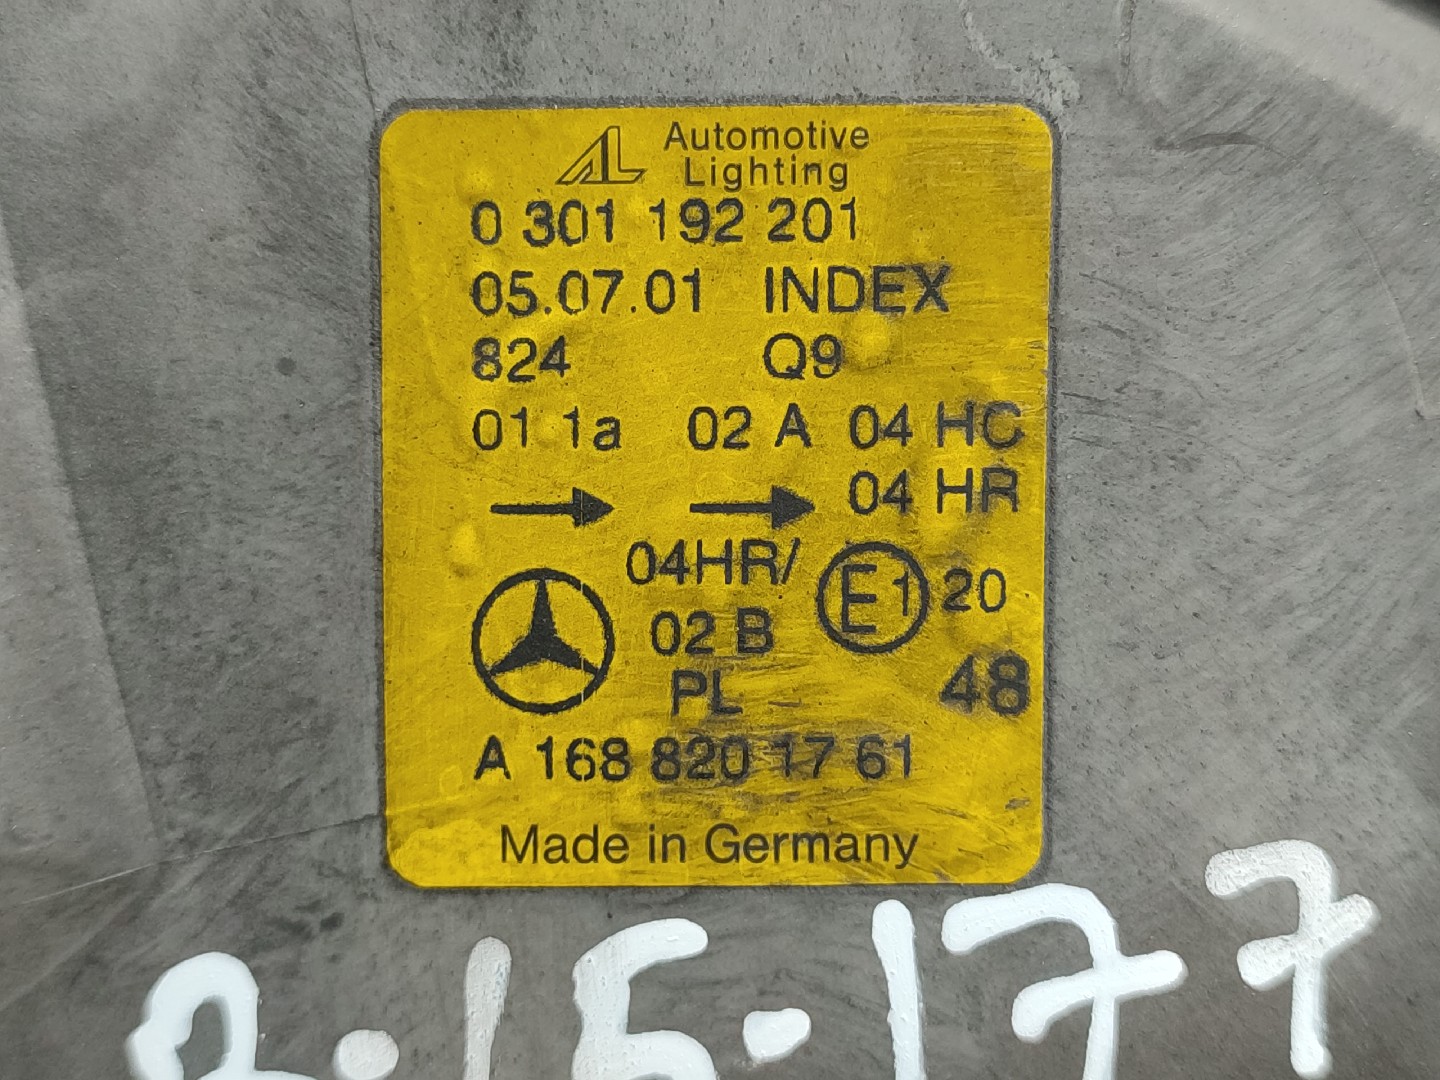 AL Automotive
Lighting
0 301 192 201
05.07.01 INDEX
824 Q9
01 1a 02 A 04 HC
→ → 04 HR
04HR/ E1 20
02 B
PL 48
A 168 820 17 61
Made in Germany